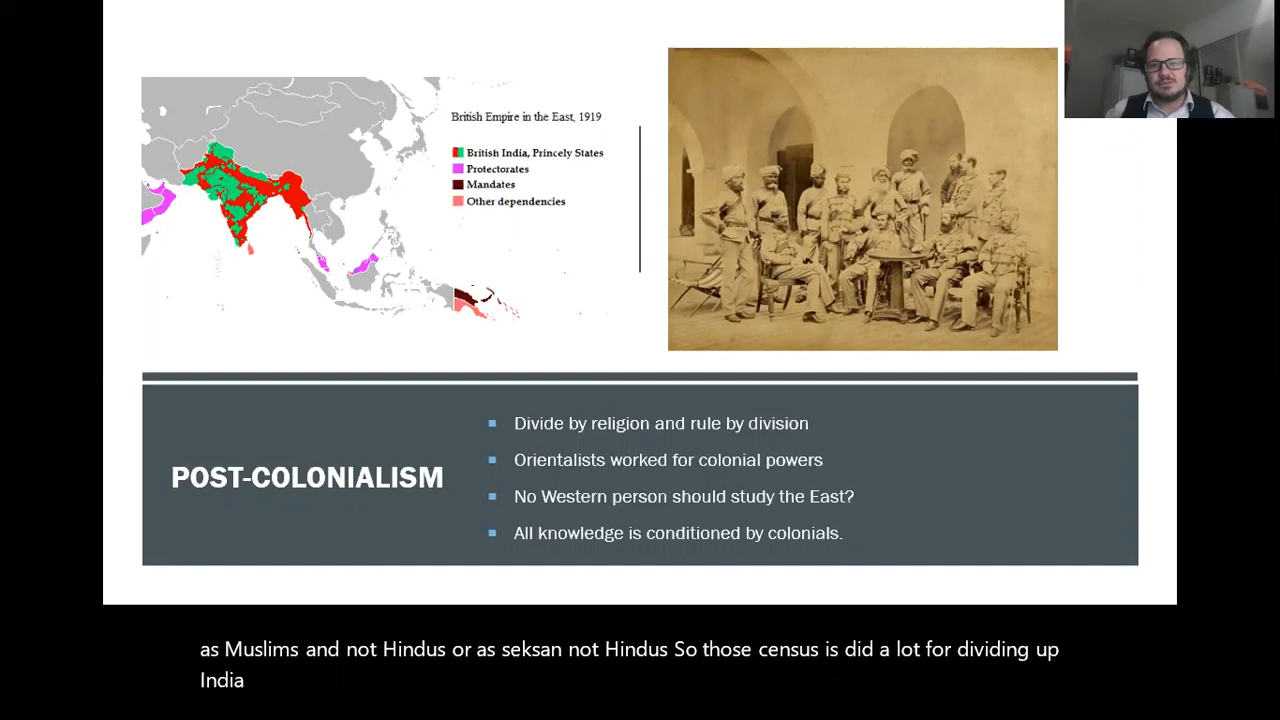 British Empire in the East, 1919
British India, Princely States
Protectorates
Mandates
Other dependencies
POST-COLONIALISM
Divide by religion and rule by division
Orientalists worked for colonial powers
No Western person should study the East?
All knowledge is conditioned by colonials.
as Muslims and not Hindus or as seksan not Hindus So those census is did a lot for dividing up
India